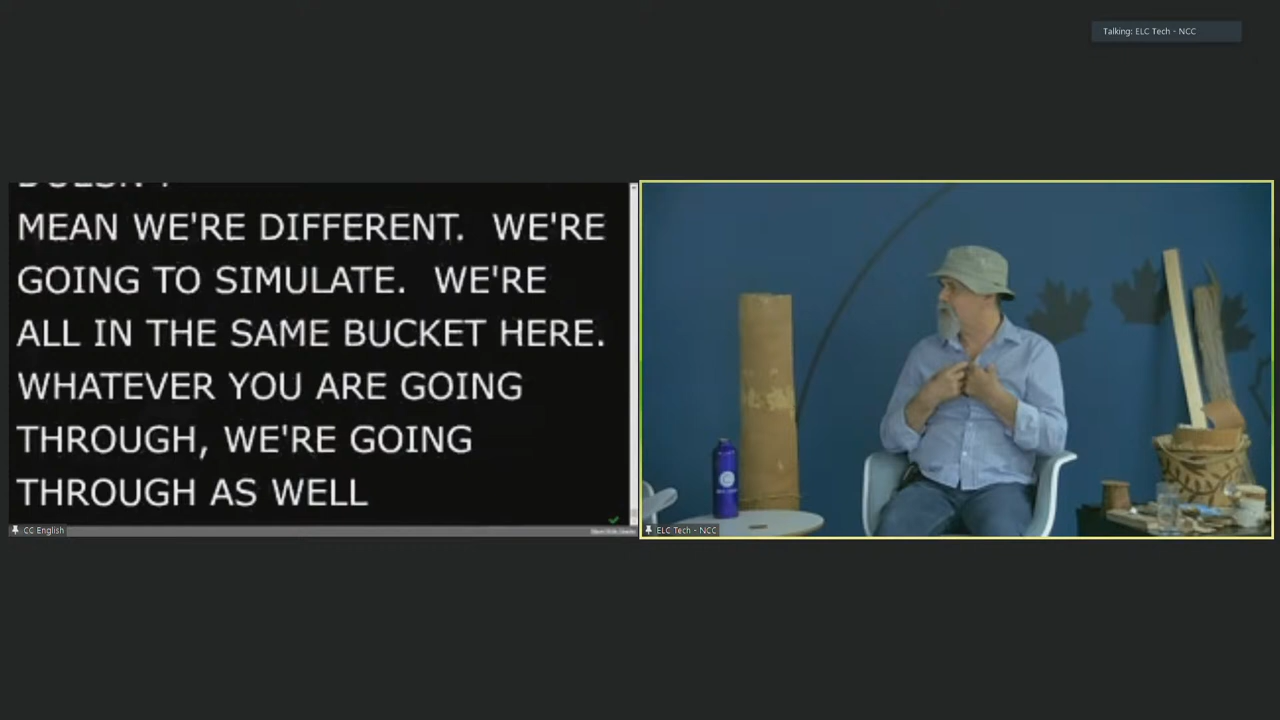 Talking: ELC Tech - NCC
MEAN WE'RE DIFFERENT. WE'RE
GOING TO SIMULATE. WE'RE
ALL IN THE SAME BUCKET HERE.
WHATEVER YOU ARE GOING
THROUGH, WE'RE GOING
THROUGH AS WELL
CC English
ELC Tech - NCC